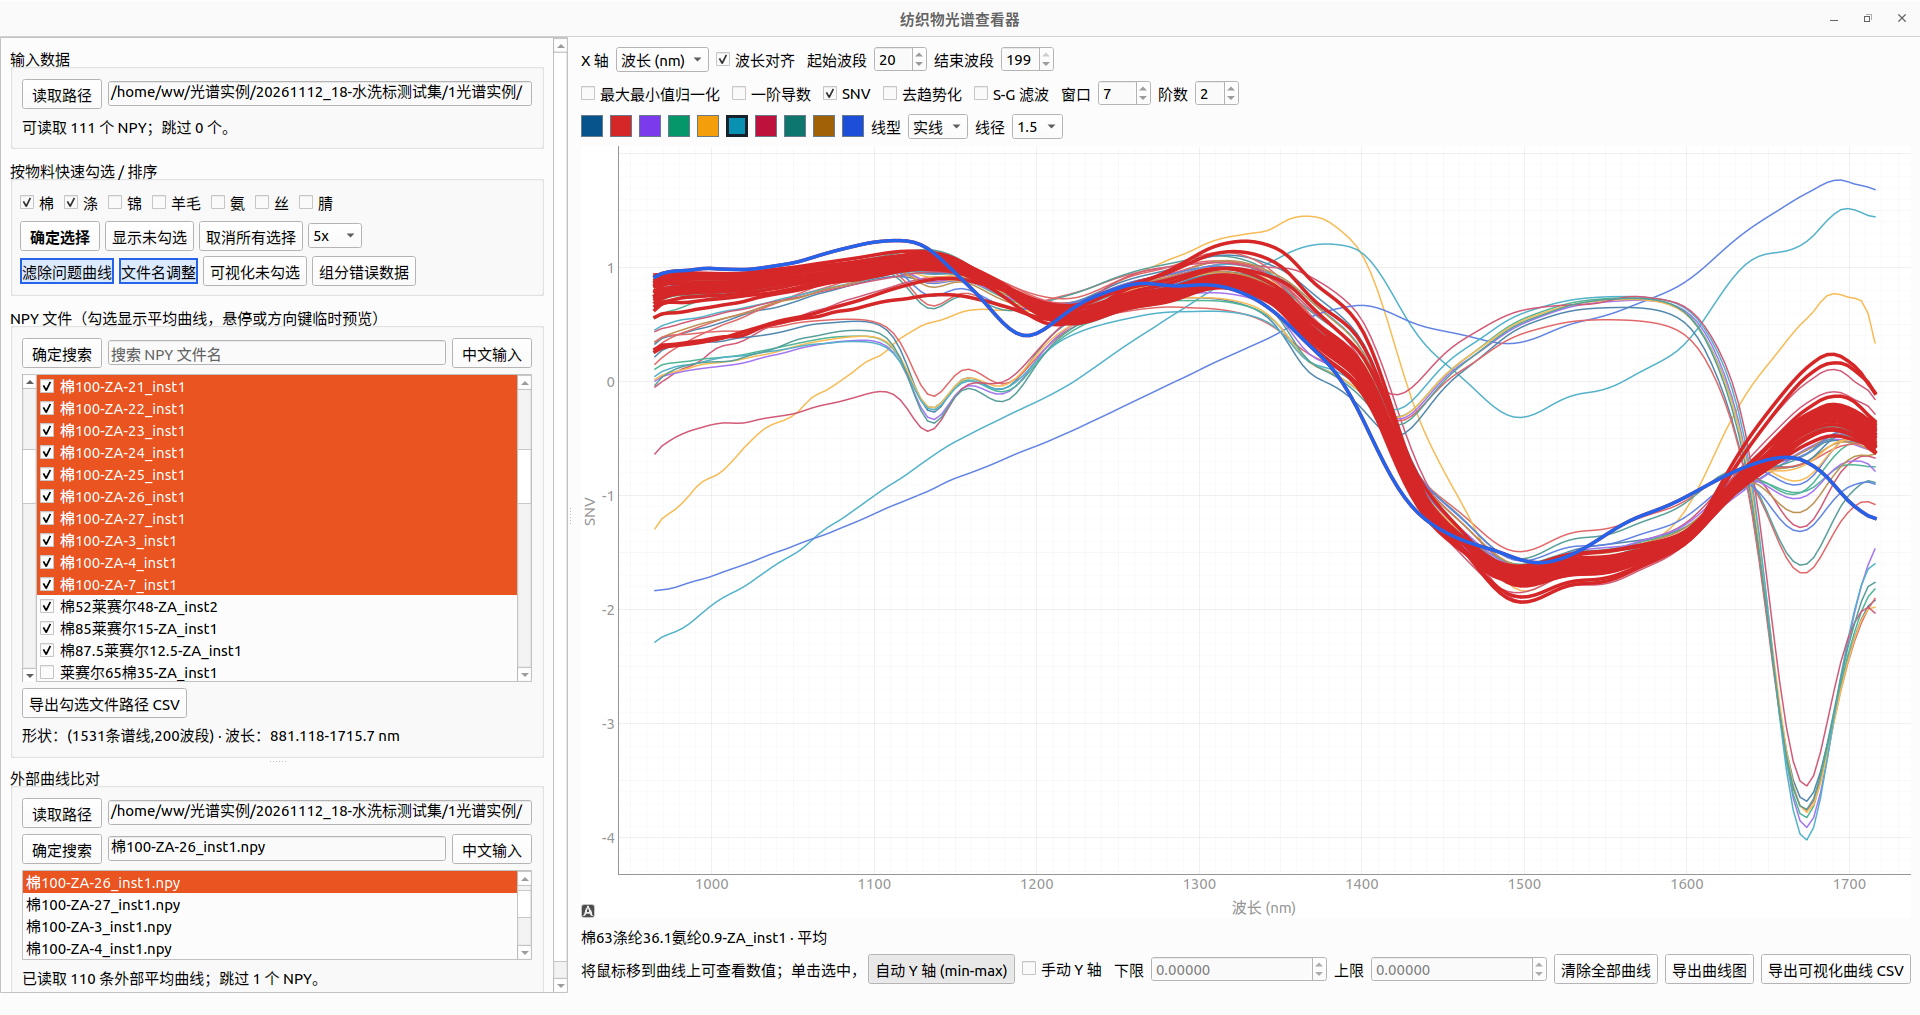 纺织物光谱查看器
输入数据
读取路径 /home/ww/光谱实例/20261112_18-水洗标测试集/1光谱实例/
可读取 111 个 NPY；跳过 0 个。
按物料快速勾选 / 排序
棉 涤 锦 羊毛 氨 丝 腈
确定选择 显示未勾选 取消所有选择 5x
滤除问题曲线 文件名调整 可视化未勾选 组分错误数据
NPY 文件（勾选显示平均曲线，悬停或方向键临时预览）
确定搜索 搜索 NPY 文件名 中文输入
棉100-ZA-21_inst1
棉100-ZA-22_inst1
棉100-ZA-23_inst1
棉100-ZA-24_inst1
棉100-ZA-25_inst1
棉100-ZA-26_inst1
棉100-ZA-27_inst1
棉100-ZA-3_inst1
棉100-ZA-4_inst1
棉100-ZA-7_inst1
棉52莱赛尔48-ZA_inst2
棉85莱赛尔15-ZA_inst1
棉87.5莱赛尔12.5-ZA_inst1
莱赛尔65棉35-ZA_inst1
导出勾选文件路径 CSV
形状：(1531条谱线,200波段) · 波长：881.118-1715.7 nm
外部曲线比对
读取路径 /home/ww/光谱实例/20261112_18-水洗标测试集/1光谱实例/
确定搜索 棉100-ZA-26_inst1.npy 中文输入
棉100-ZA-26_inst1.npy
棉100-ZA-27_inst1.npy
棉100-ZA-3_inst1.npy
棉100-ZA-4_inst1.npy
已读取 110 条外部平均曲线；跳过 1 个 NPY。
X 轴 波长 (nm) 波长对齐 起始波段 20 结束波段 199
最大最小值归一化 一阶导数 SNV 去趋势化 S-G 滤波 窗口 7 阶数 2
线型 实线 线径 1.5
1
0
-1
-2
-3
-4
SNV
1000 1100 1200 1300 1400 1500 1600 1700
波长 (nm)
A
棉63涤纶36.1氨纶0.9-ZA_inst1 · 平均
将鼠标移到曲线上可查看数值；单击选中， 自动 Y 轴 (min-max) 手动 Y 轴 下限 0.00000 上限 0.00000 清除全部曲线 导出曲线图 导出可视化曲线 CSV